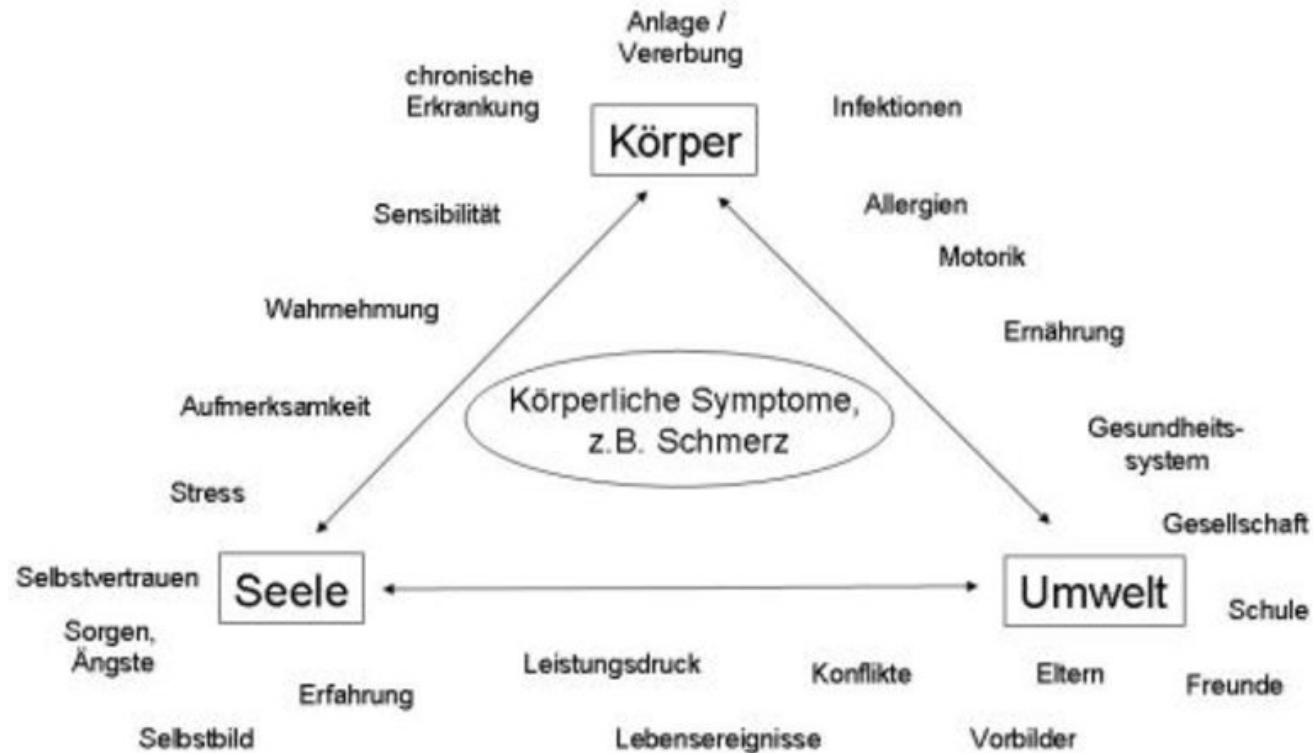 Anlage /
Vererbung
chronische
Erkrankung
Infektionen
Körper
Sensibilität
Allergien
Motorik
Wahrnehmung
Ernährung
Körperliche Symptome,
z.B. Schmerz
Aufmerksamkeit
Gesundheits-
system
Stress
Gesellschaft
Selbstvertrauen
Seele
Umwelt
Schule
Sorgen,
Ängste
Leistungsdruck
Konflikte
Eltern
Freunde
Erfahrung
Selbstbild
Lebensereignisse
Vorbilder